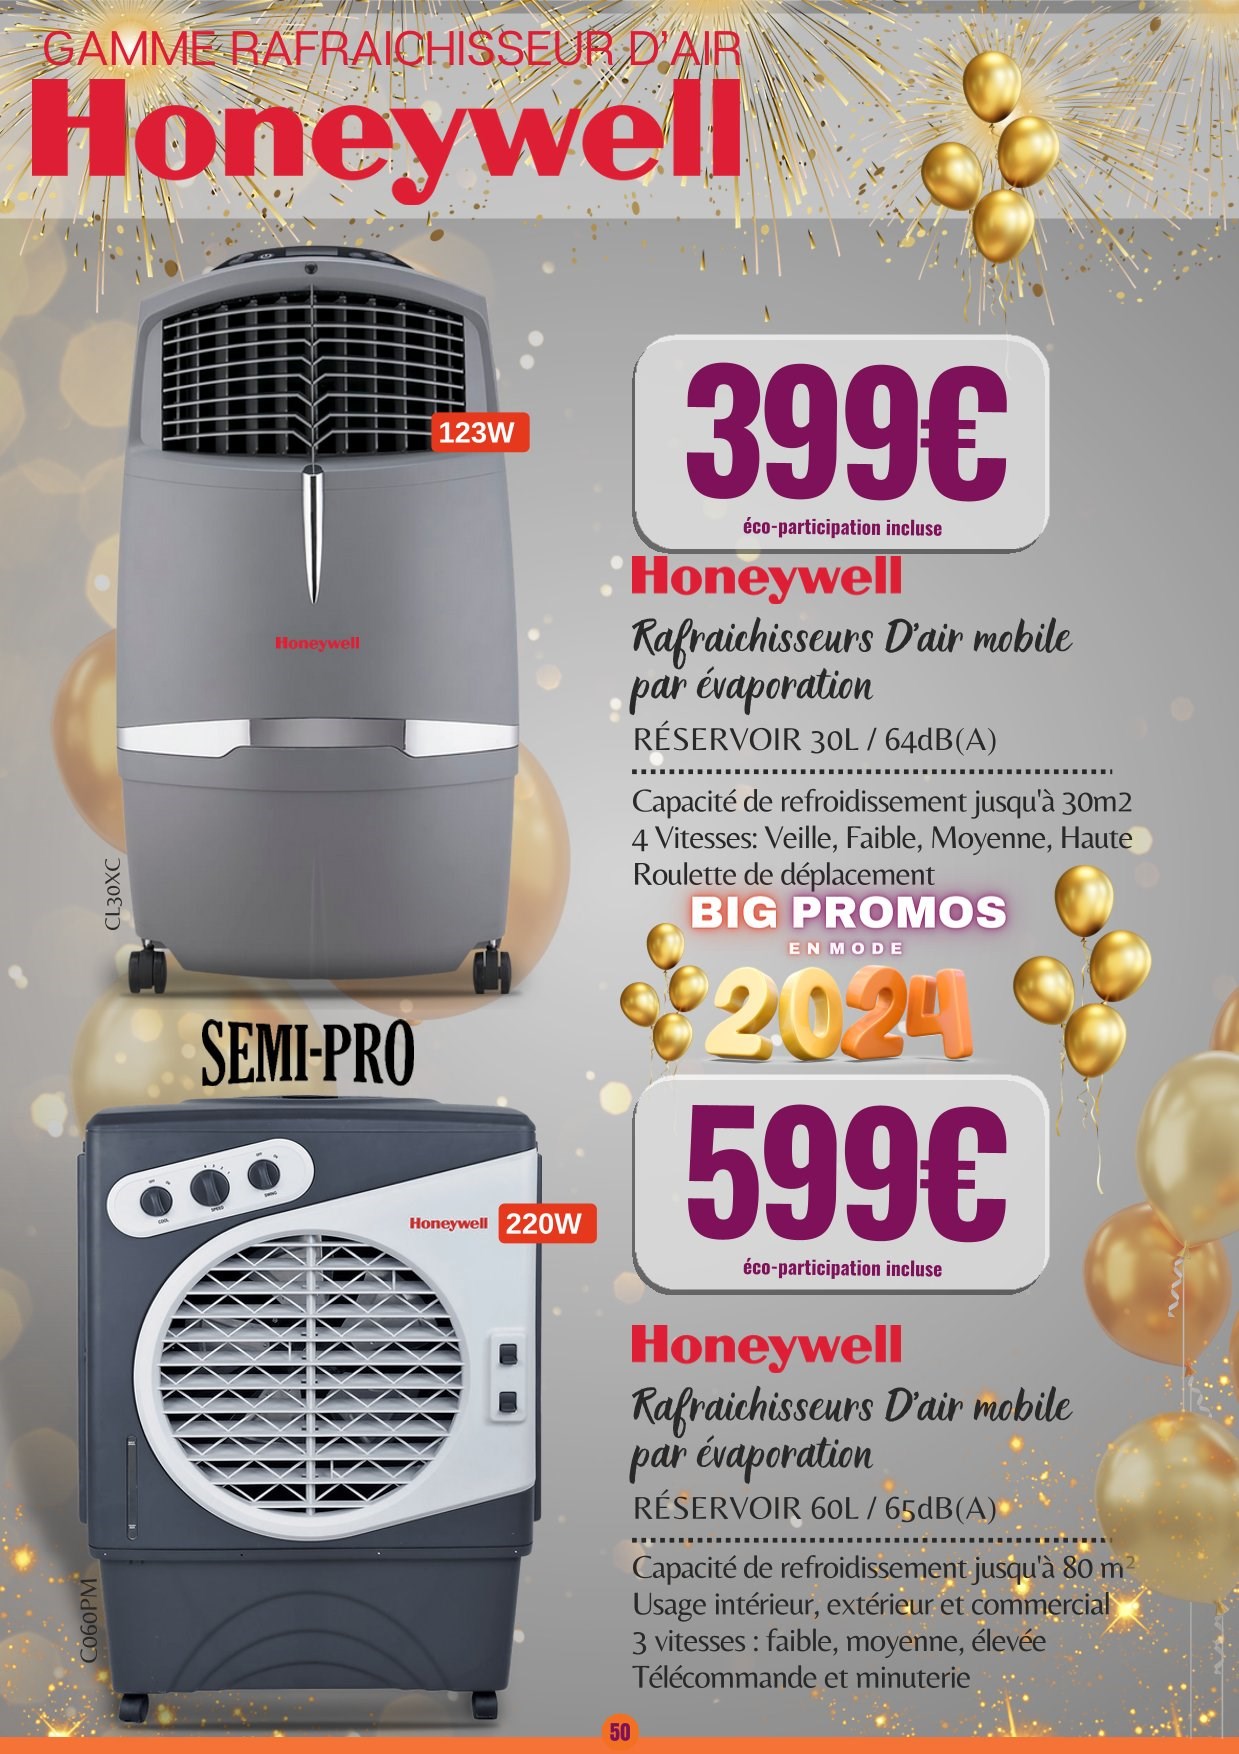 GAMME RAFRAICHISSEUR D'AIR
Honeywell
123W
Honeywell
CL30XC
399€
éco-participation incluse
Honeywell
Rafraichisseurs D'air mobile
par évaporation
RÉSERVOIR 30L / 64dB(A)
Capacité de refroidissement jusqu'à 30m2
4 Vitesses: Veille, Faible, Moyenne, Haute
Roulette de déplacement
BIG PROMOS
EN MODE
2024
SEMI-PRO
COOL
SPEED
SWING
Honeywell
220W
C060PM
599€
éco-participation incluse
Honeywell
Rafraichisseurs D'air mobile
par évaporation
RÉSERVOIR 60L / 65dB(A)
Capacité de refroidissement jusqu'à 80 m²
Usage intérieur, extérieur et commercial
3 vitesses : faible, moyenne, élevée
Télécommande et minuterie
50